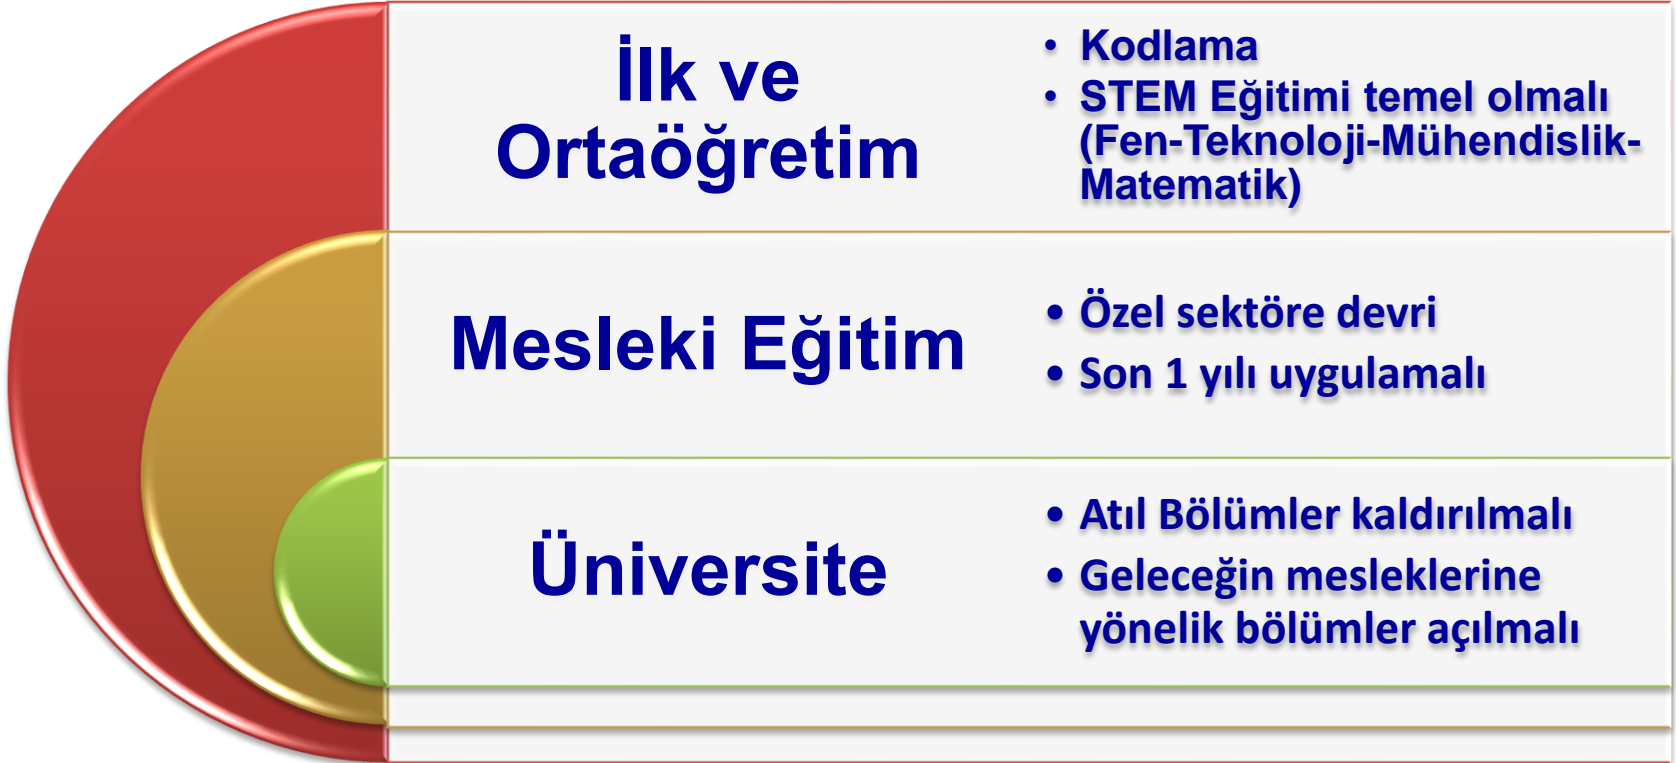 İlk ve
Ortaöğretim
• Kodlama
• STEM Eğitimi temel olmalı
(Fen-Teknoloji-Mühendislik-
Matematik)
Mesleki Eğitim
• Özel sektöre devri
• Son 1 yılı uygulamalı
Üniversite
• Atıl Bölümler kaldırılmalı
• Geleceğin mesleklerine
yönelik bölümler açılmalı